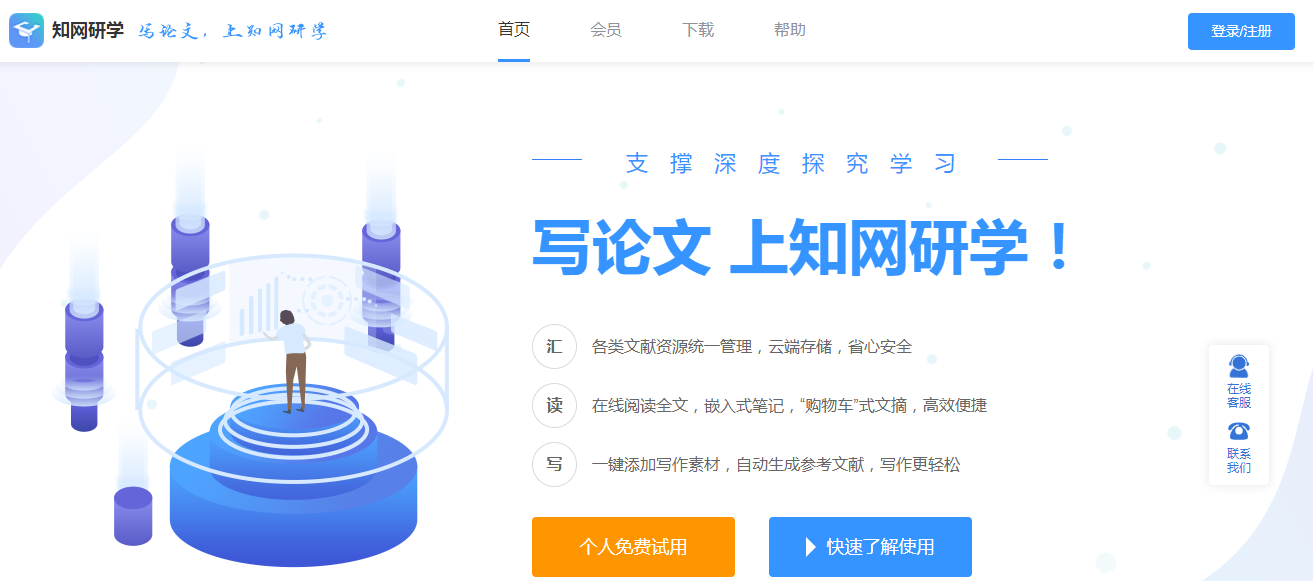 知网研学 写论文，上知网研学 首页 会员 下载 帮助 登录/注册
支撑深度探究学习
写论文 上知网研学！
汇 各类文献资源统一管理，云端存储，省心安全
读 在线阅读全文，嵌入式笔记，“购物车”式文摘，高效便捷
写 一键添加写作素材，自动生成参考文献，写作更轻松
个人免费试用 快速了解使用
在线
客服
联系
我们